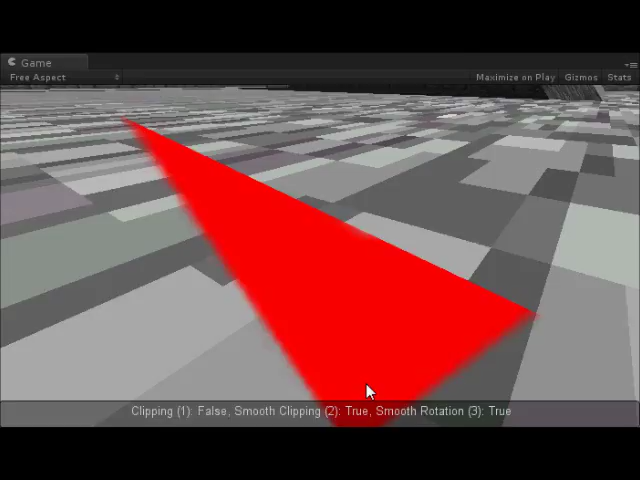 Game
Free Aspect Maximize on Play Gizmos Stats
Clipping (1): False, Smooth Clipping (2): True, Smooth Rotation (3): True